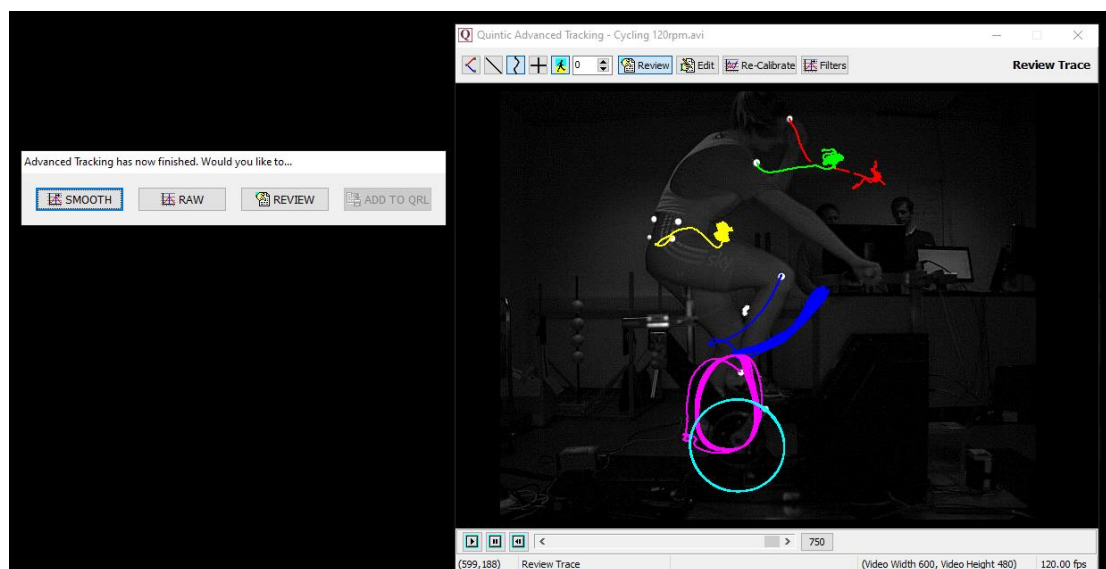 Quintic Advanced Tracking - Cycling 120rpm.avi
0 Review Edit Re-Calibrate Filters Review Trace
Advanced Tracking has now finished. Would you like to...
SMOOTH RAW REVIEW ADD TO QRL
sky
750
(599,188) Review Trace (Video Width 600, Video Height 480) 120.00 fps